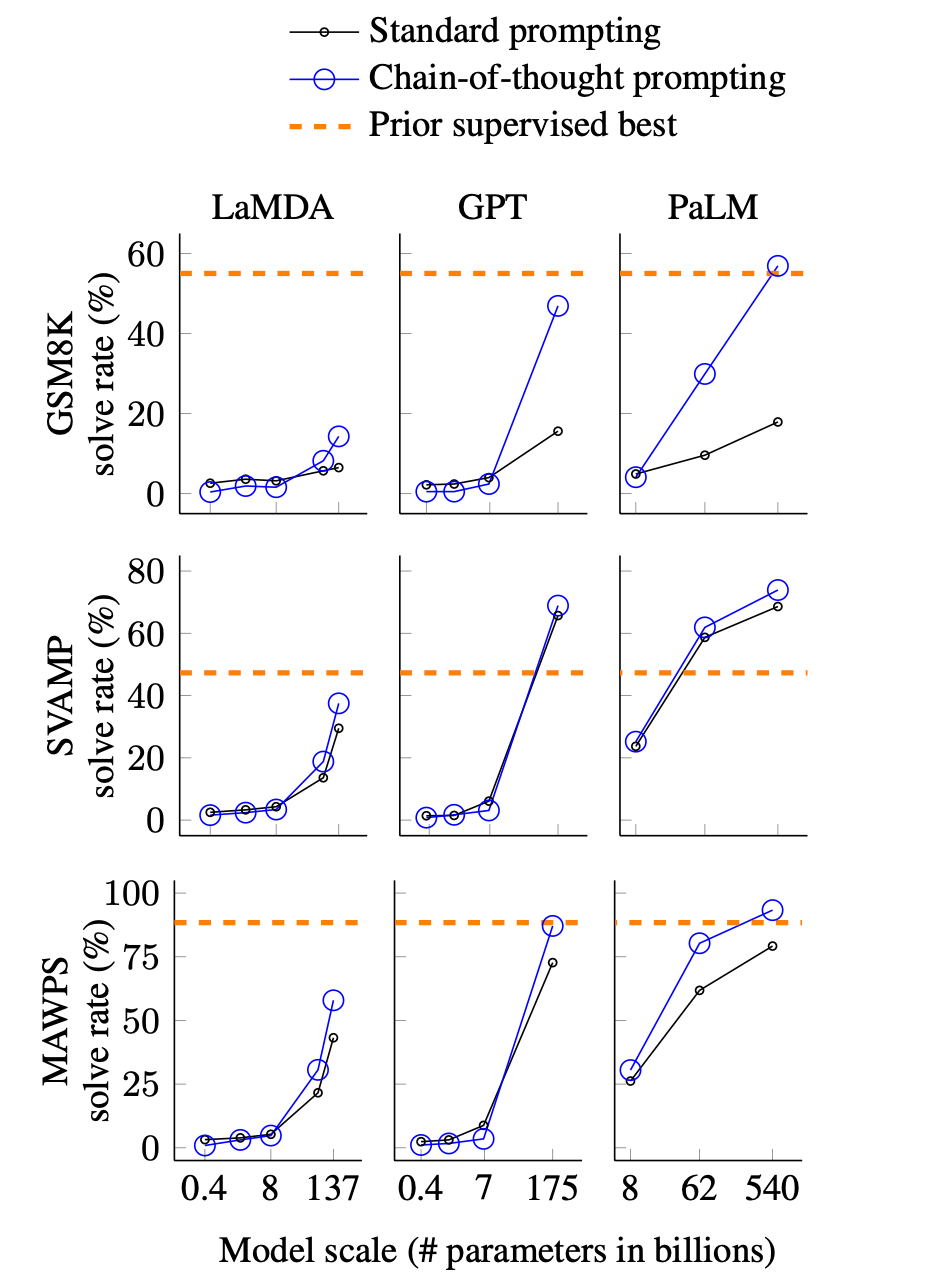 Standard prompting
Chain-of-thought prompting
Prior supervised best
LaMDA
GPT
PaLM
GSM8K
solve rate (%)
60
40
20
0
SVAMP
solve rate (%)
80
60
40
20
0
MAWPS
solve rate (%)
100
75
50
25
0
0.4 8 137
0.4 7 175
8 62 540
Model scale (# parameters in billions)